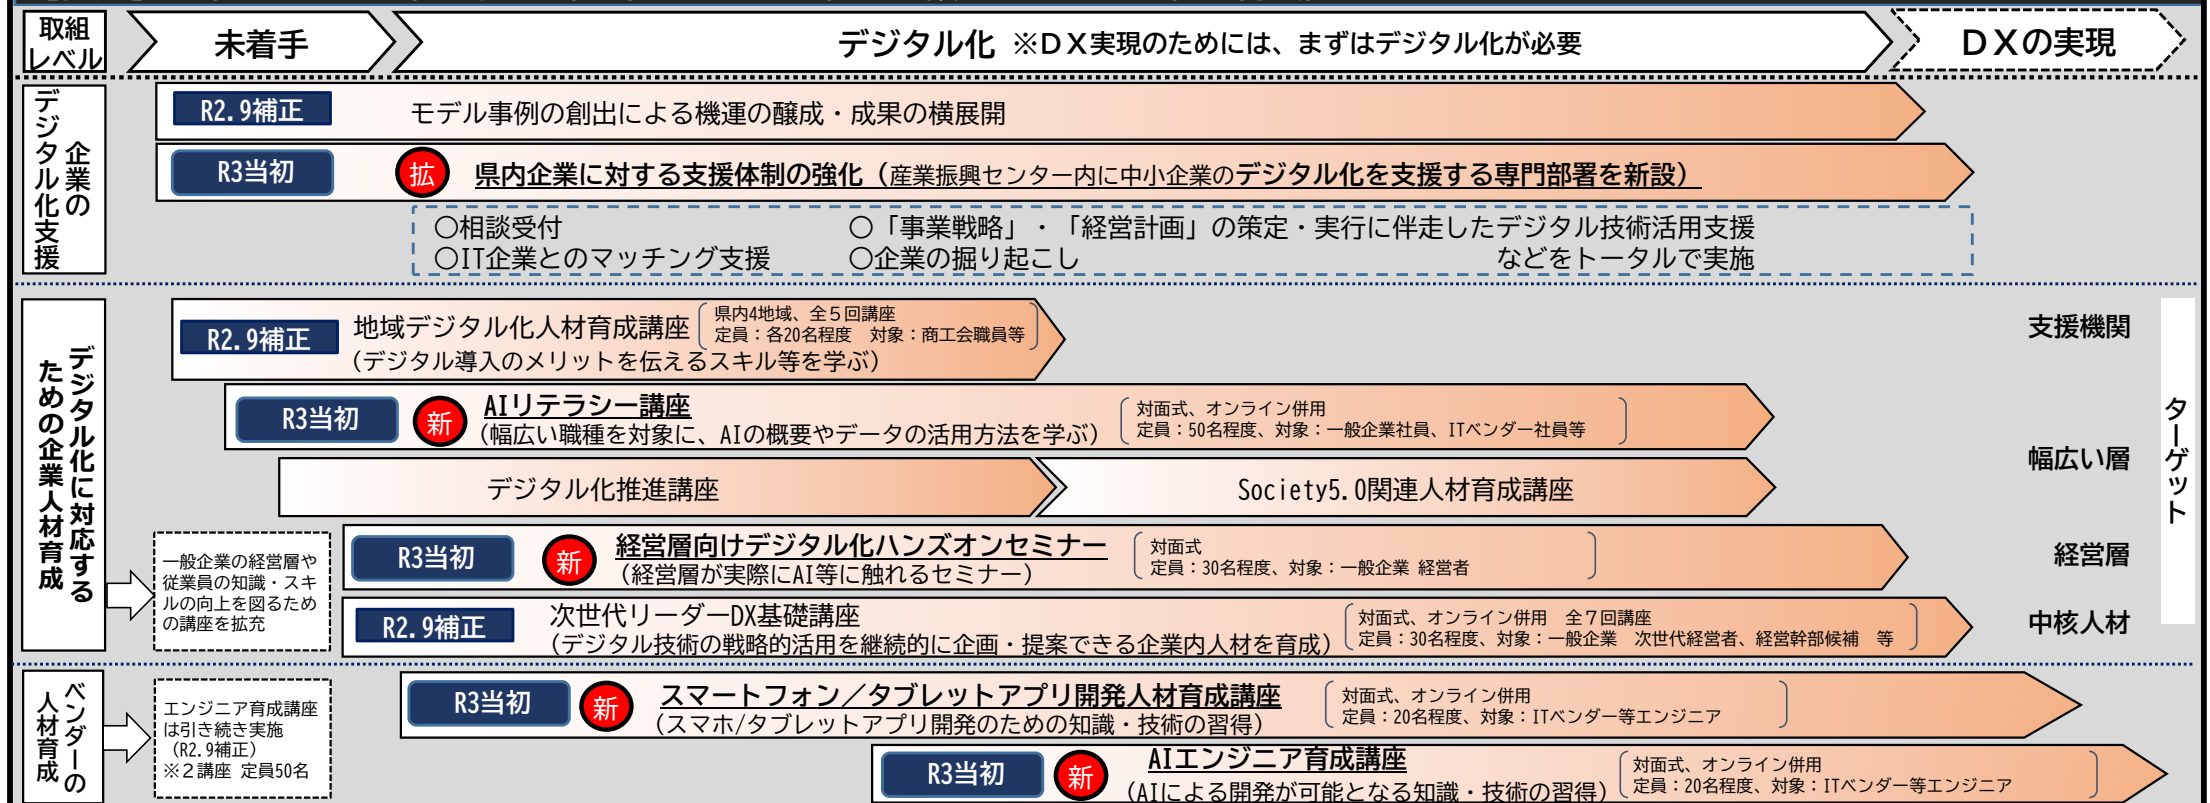 取組
レベル
未着手
デジタル化 ※DX実現のためには、まずはデジタル化が必要
DXの実現
企業の
デジタル化支援
R2.9補正
モデル事例の創出による機運の醸成・成果の横展開
R3当初
拡
県内企業に対する支援体制の強化（産業振興センター内に中小企業のデジタル化を支援する専門部署を新設）
○相談受付
○「事業戦略」・「経営計画」の策定・実行に伴走したデジタル技術活用支援
○IT企業とのマッチング支援
○企業の掘り起こし
などをトータルで実施
デジタル化に対応する
ための企業人材育成
R2.9補正
地域デジタル化人材育成講座
（デジタル導入のメリットを伝えるスキル等を学ぶ）
県内4地域、全5回講座
定員：各20名程度　対象：商工会職員等
支援機関
R3当初
新
AIリテラシー講座
（幅広い職種を対象に、AIの概要やデータの活用方法を学ぶ）
対面式、オンライン併用
定員：50名程度、対象：一般企業社員、ITベンダー社員等
幅広い層
ターゲット
デジタル化推進講座
Society5.0関連人材育成講座
一般企業の経営層や
従業員の知識・スキ
ルの向上を図るため
の講座を拡充
R3当初
新
経営層向けデジタル化ハンズオンセミナー
（経営層が実際にAI等に触れるセミナー）
対面式
定員：30名程度、対象：一般企業 経営者
経営層
R2.9補正
次世代リーダーDX基礎講座
（デジタル技術の戦略的活用を継続的に企画・提案できる企業内人材を育成）
対面式、オンライン併用　全7回講座
定員：30名程度、対象：一般企業　次世代経営者、経営幹部候補　等
中核人材
ベンダーの
人材育成
エンジニア育成講座
は引き続き実施
（R2.9補正）
※2講座 定員50名
R3当初
新
スマートフォン／タブレットアプリ開発人材育成講座
（スマホ/タブレットアプリ開発のための知識・技術の習得）
対面式、オンライン併用
定員：20名程度、対象：ITベンダー等エンジニア
R3当初
新
AIエンジニア育成講座
（AIによる開発が可能となる知識・技術の習得）
対面式、オンライン併用
定員：20名程度、対象：ITベンダー等エンジニア